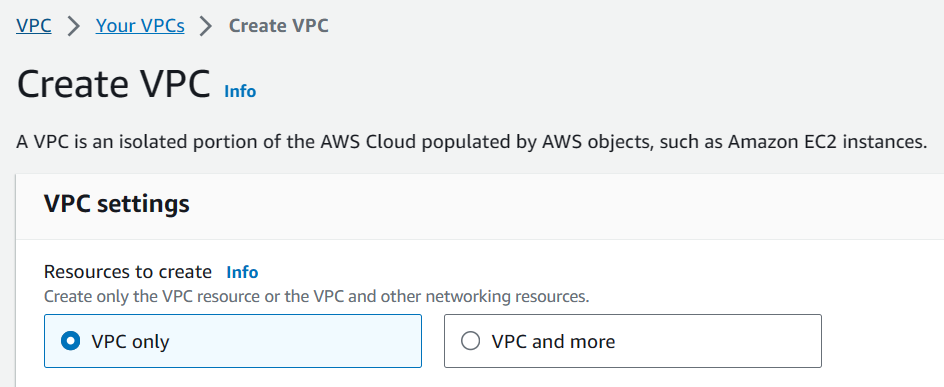 VPC > Your VPCs > Create VPC
Create VPC Info
A VPC is an isolated portion of the AWS Cloud populated by AWS objects, such as Amazon EC2 instances.
VPC settings
Resources to create Info
Create only the VPC resource or the VPC and other networking resources.
VPC only VPC and more